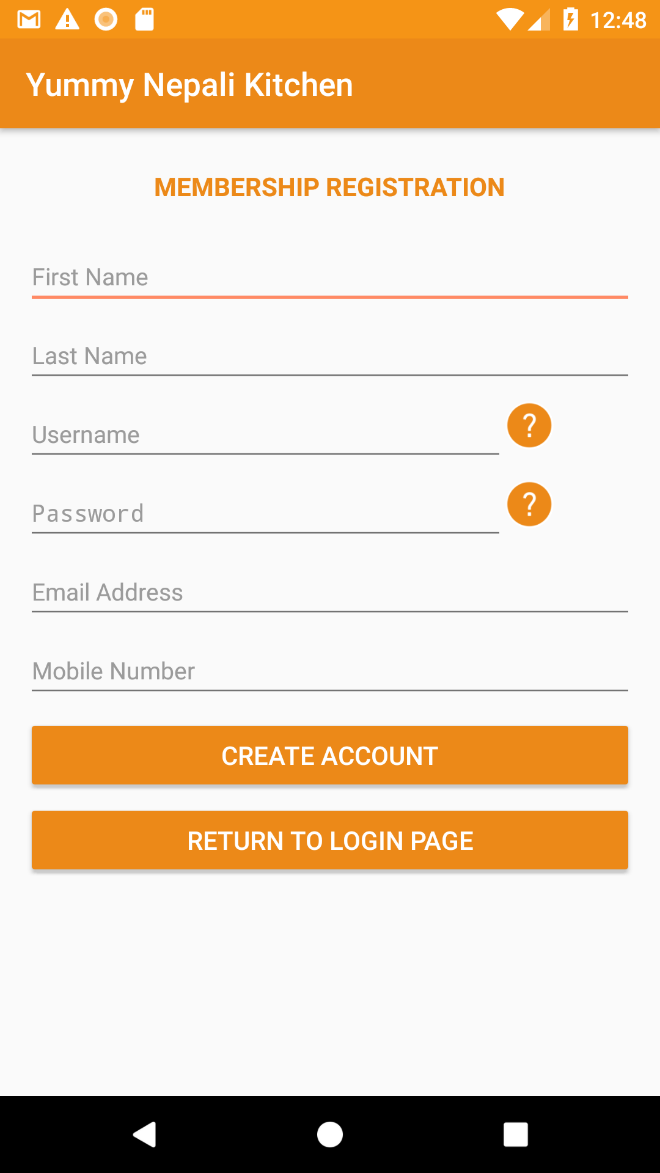 12:48
Yummy Nepali Kitchen
MEMBERSHIP REGISTRATION
First Name
Last Name
Username
?
Password
?
Email Address
Mobile Number
CREATE ACCOUNT
RETURN TO LOGIN PAGE